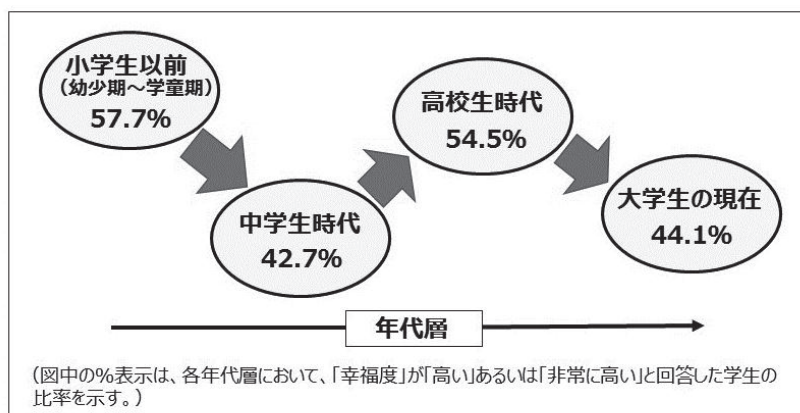 小学生以前
(幼少期～学童期)
57.7%
中学生時代
42.7%
高校生時代
54.5%
大学生の現在
44.1%
年代層
(図中の%表示は、各年代層において、「幸福度」が「高い」あるいは「非常に高い」と回答した学生の
比率を示す。)